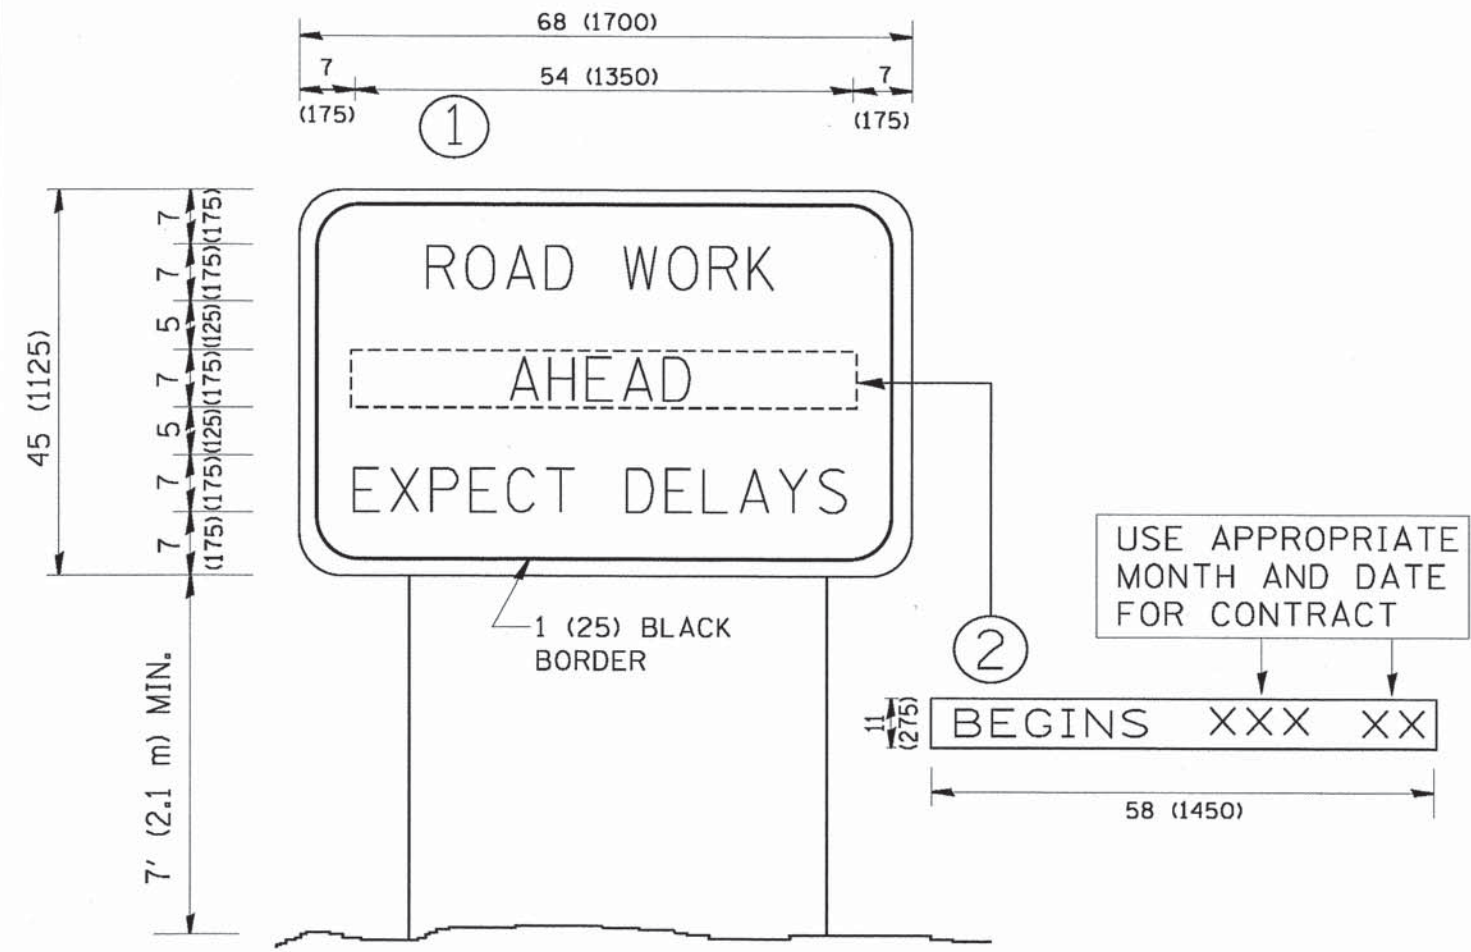 68 (1700)
7
54 (1350)
7
(175)
(175)
1
45 (1125)
7
(175)
7
(175)
5
(125)
7
(175)
5
(125)
7
(175)
7
(175)
ROAD WORK
AHEAD
EXPECT DELAYS
1 (25) BLACK
BORDER
7' (2.1 m) MIN.
USE APPROPRIATE
MONTH AND DATE
FOR CONTRACT
2
11
(275)
BEGINS XXX XX
58 (1450)